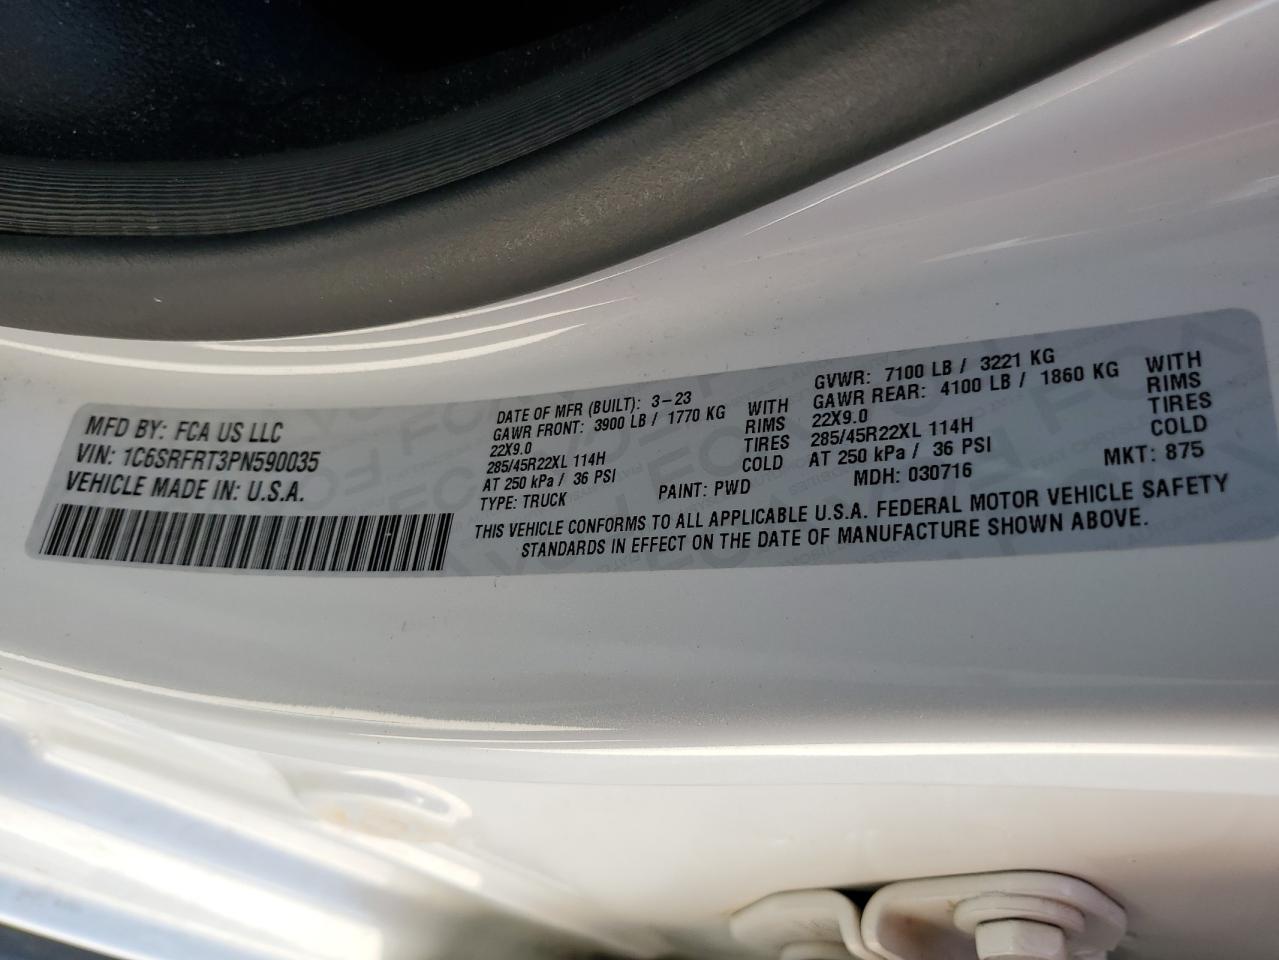 MFD BY: FCA US LLC
VIN: 1C6SRFRT3PN590035
VEHICLE MADE IN: U.S.A.
DATE OF MFR (BUILT): 3-23
GAWR FRONT: 3900 LB / 1770 KG WITH
22X9.0 RIMS
285/45R22XL 114H TIRES
AT 250 kPa / 36 PSI COLD
TYPE: TRUCK PAINT: PWD
GVWR: 7100 LB / 3221 KG
GAWR REAR: 4100 LB / 1860 KG WITH
22X9.0 RIMS
285/45R22XL 114H TIRES
AT 250 kPa / 36 PSI COLD
MDH: 030716 MKT: 875
THIS VEHICLE CONFORMS TO ALL APPLICABLE U.S.A. FEDERAL MOTOR VEHICLE SAFETY
STANDARDS IN EFFECT ON THE DATE OF MANUFACTURE SHOWN ABOVE.